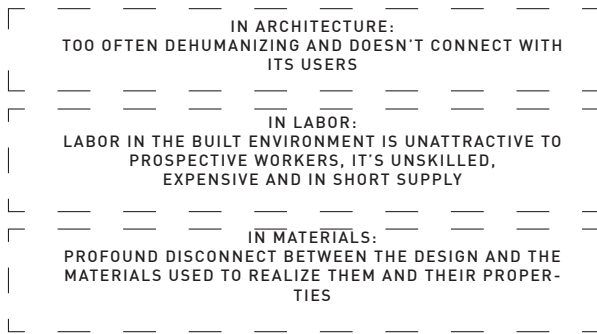 IN ARCHITECTURE:
TOO OFTEN DEHUMANIZING AND DOESN'T CONNECT WITH
ITS USERS
IN LABOR:
LABOR IN THE BUILT ENVIRONMENT IS UNATTRACTIVE TO
PROSPECTIVE WORKERS, IT'S UNSKILLED,
EXPENSIVE AND IN SHORT SUPPLY
IN MATERIALS:
PROFOUND DISCONNECT BETWEEN THE DESIGN AND THE
MATERIALS USED TO REALIZE THEM AND THEIR PROPER-
TIES